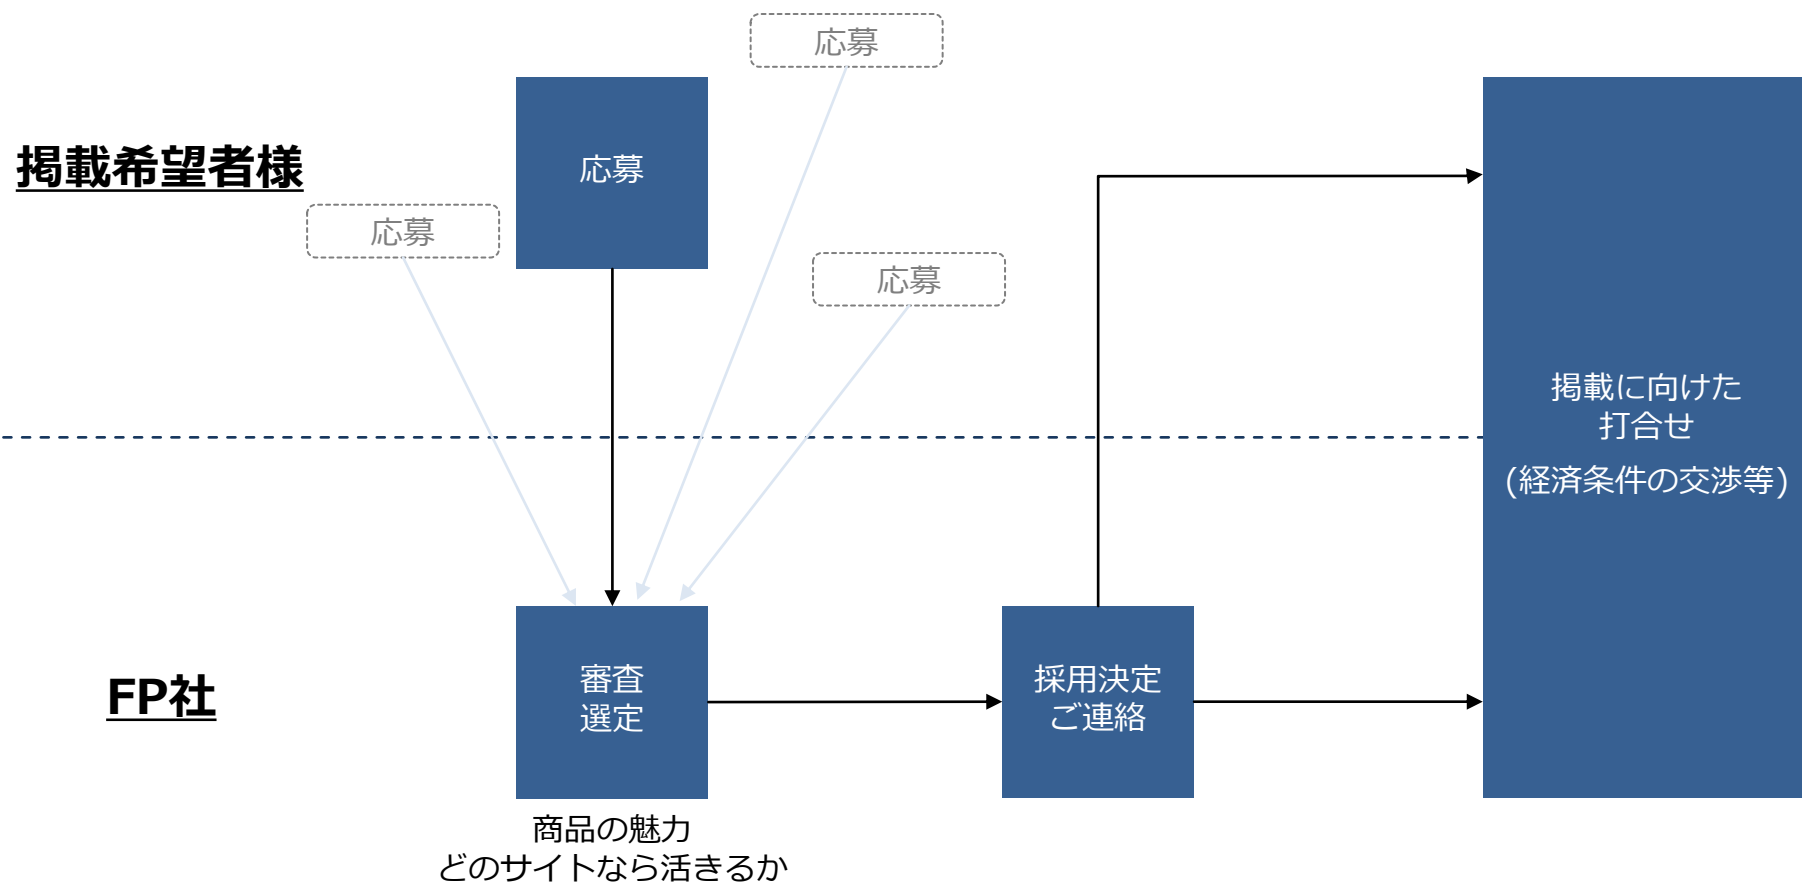 応募
応募
掲載希望者様
応募
応募
掲載に向けた
打合せ
(経済条件の交渉等)
FP社
審査
選定
採用決定
ご連絡
商品の魅力
どのサイトなら活きるか